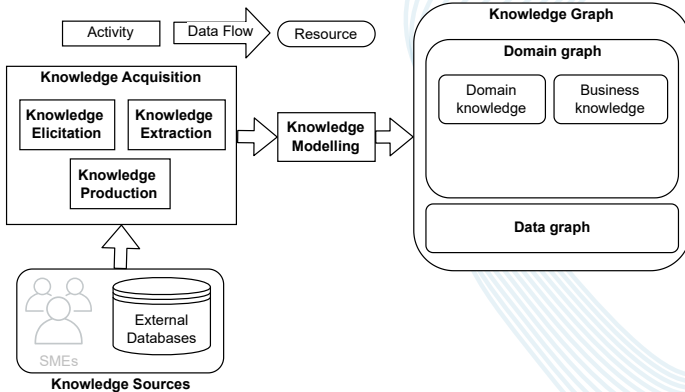 Activity
Data Flow
Resource
Knowledge Acquisition
Knowledge
Elicitation
Knowledge
Extraction
Knowledge
Production
Knowledge
Modelling
Knowledge Graph
Domain graph
Domain
knowledge
Business
knowledge
Data graph
SMEs
External
Databases
Knowledge Sources